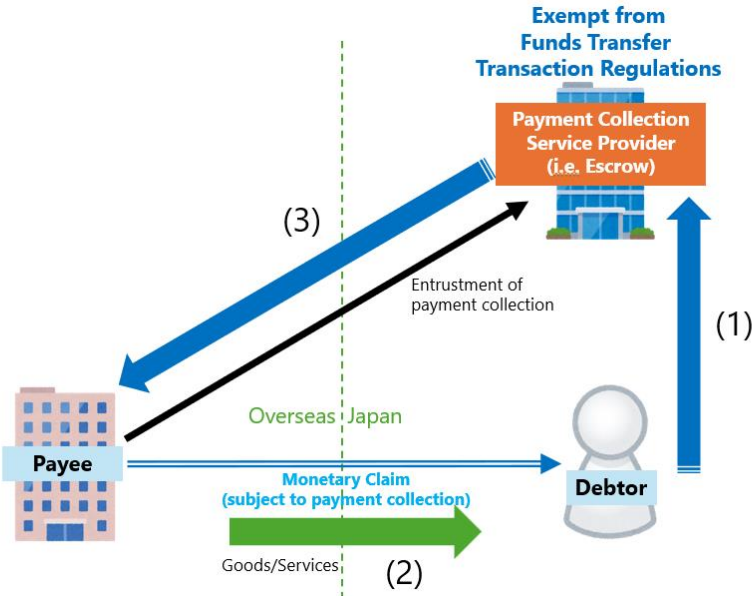 Exempt from
Funds Transfer
Transaction Regulations
Payment Collection
Service Provider
(i.e. Escrow)
(3)
Entrustment of
payment collection
(1)
Overseas Japan
Payee
Monetary Claim
(subject to payment collection)
Debtor
Goods/Services
(2)